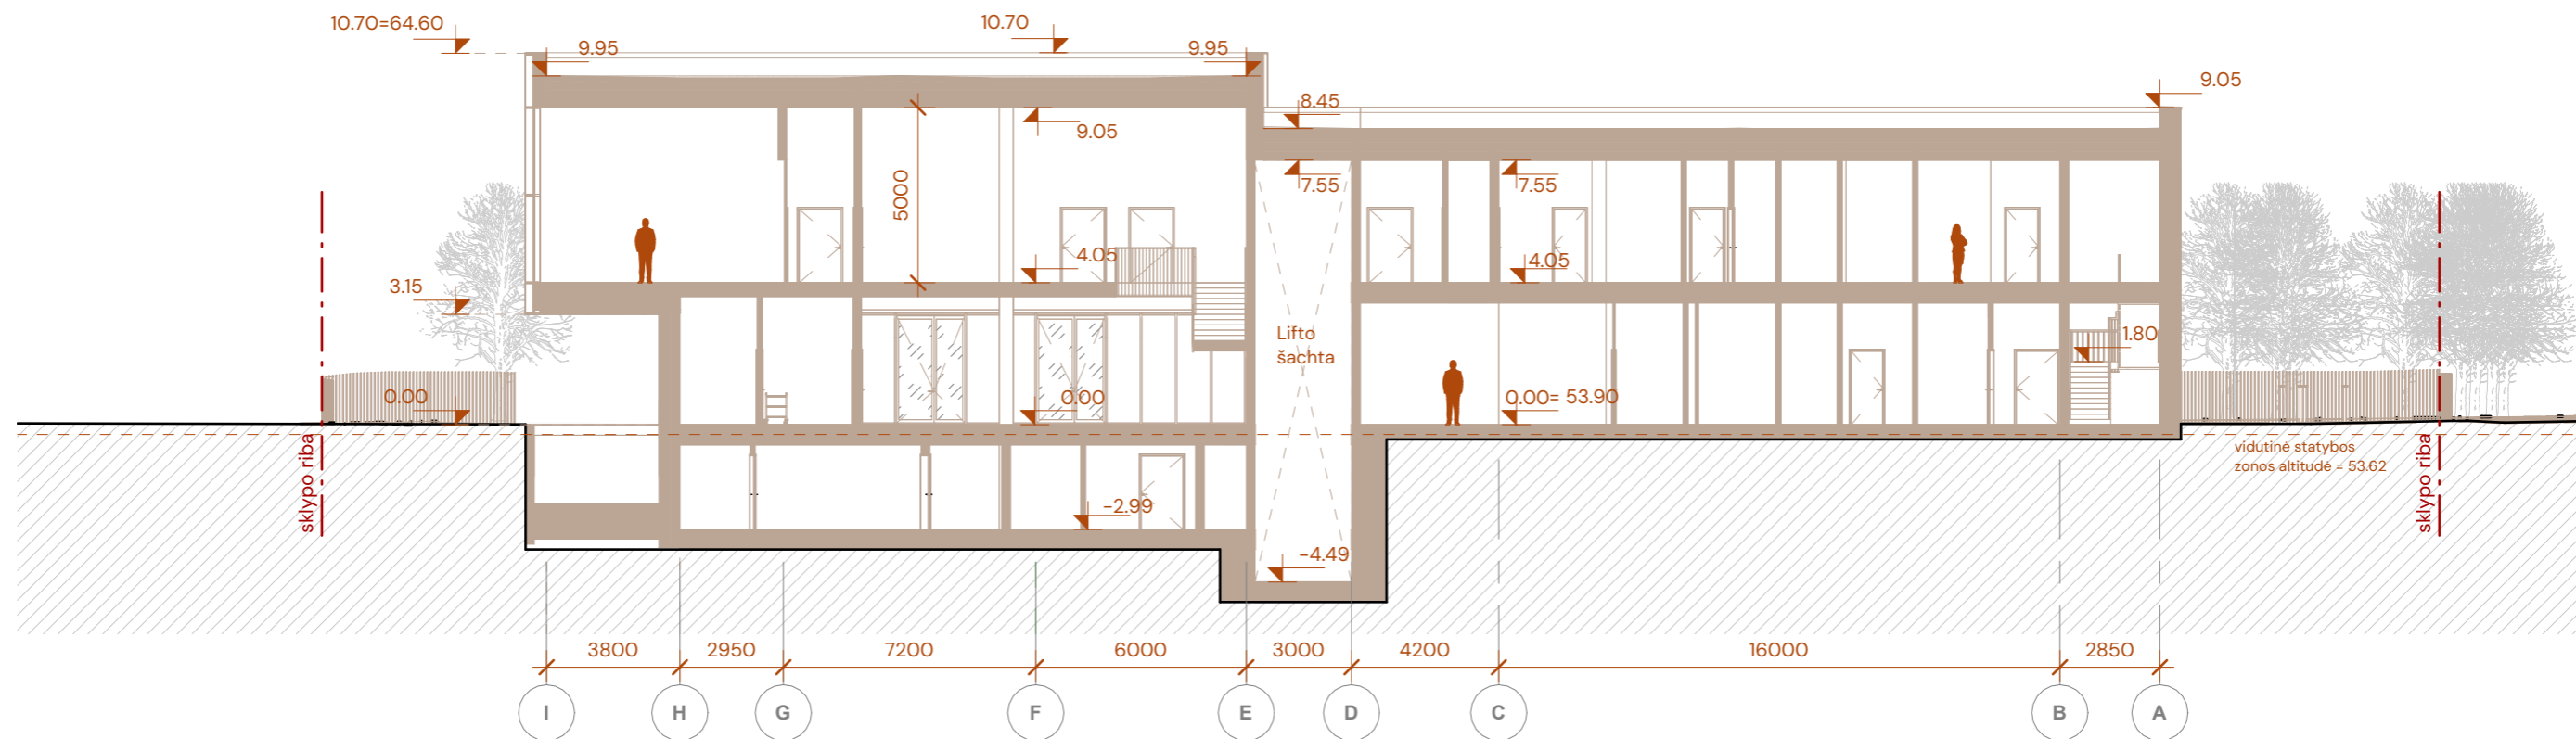 10.70=64.60
10.70
9.95
9.95
9.05
8.45
9.05
7.55
7.55
5000
4.05
4.05
3.15
Lifto
šachta
1.80
0.00
0.00
0.00= 53.90
sklypo riba
sklypo riba
vidutinė statybos
zonos altitudė = 53.62
-2.99
-4.49
3800
2950
7200
6000
3000
4200
16000
2850
I
H
G
F
E
D
C
B
A